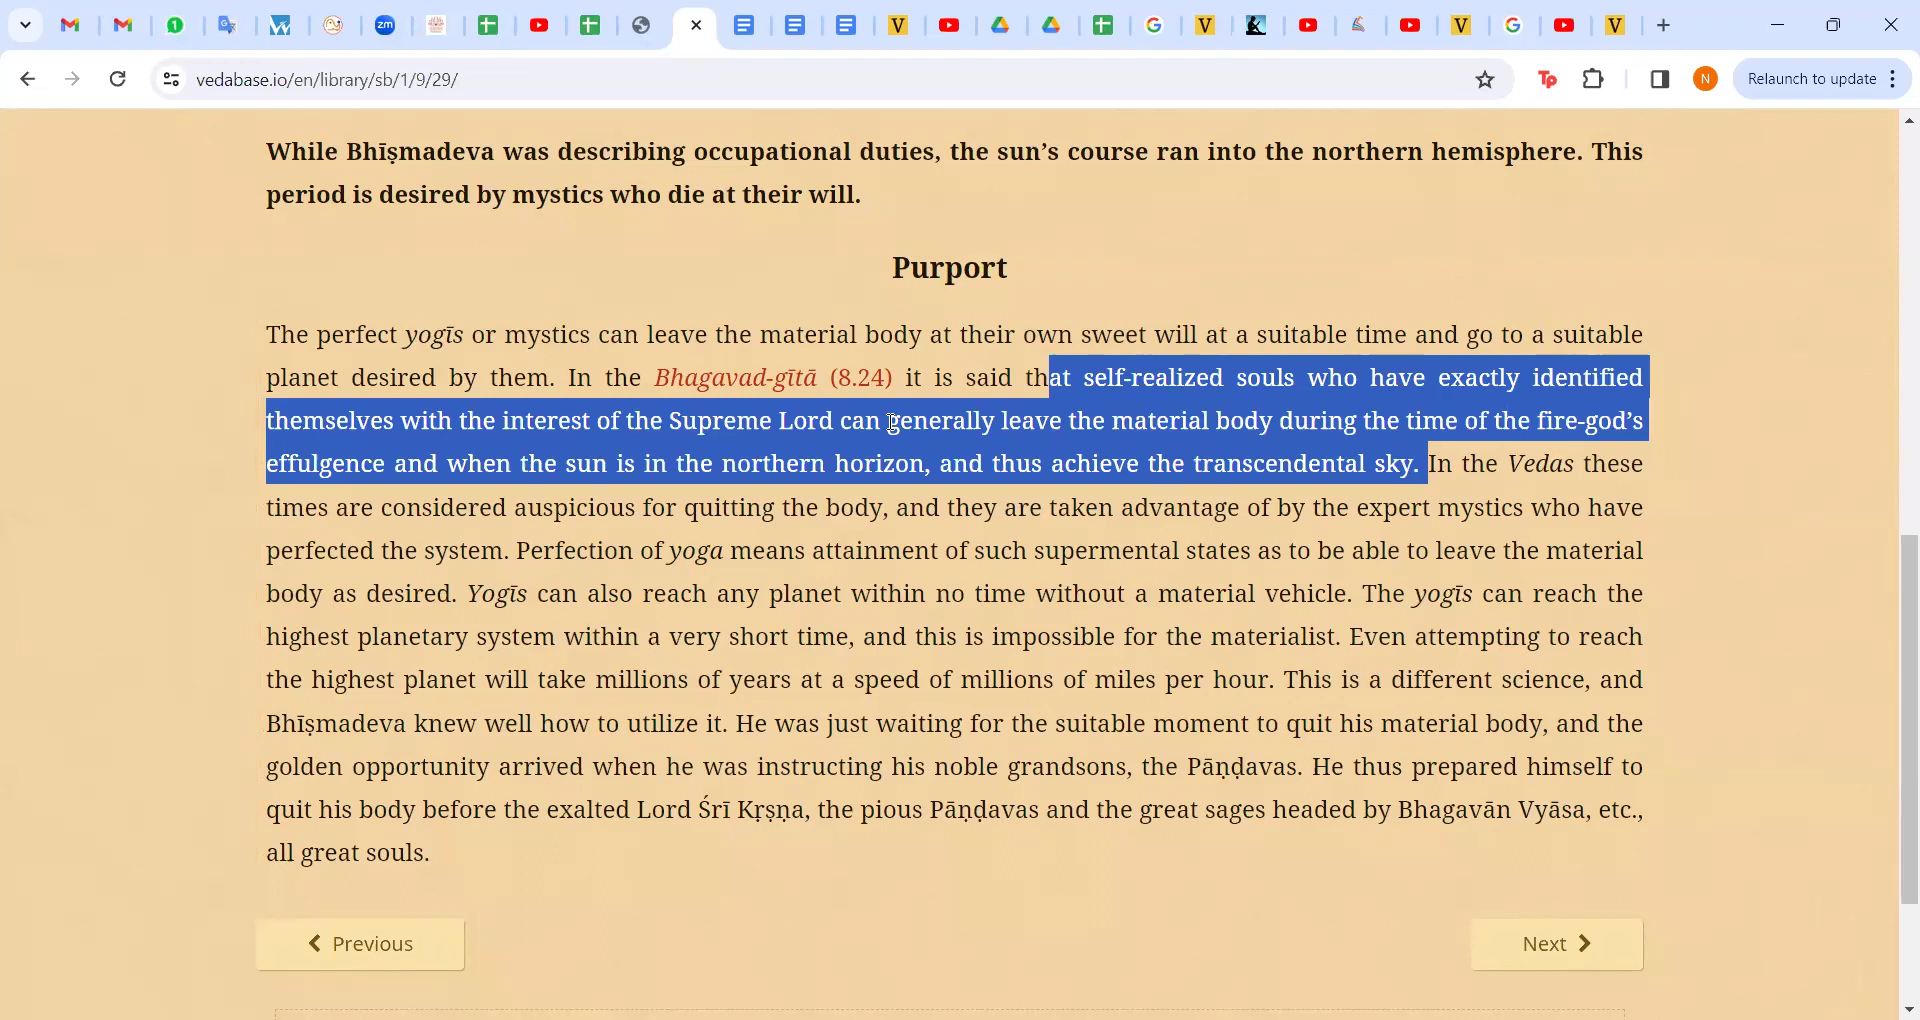 vedabase.io/en/library/sb/1/9/29/
Relaunch to update
While Bhīṣmadeva was describing occupational duties, the sun’s course ran into the northern hemisphere. This
period is desired by mystics who die at their will.
Purport
The perfect yogīs or mystics can leave the material body at their own sweet will at a suitable time and go to a suitable
planet desired by them. In the Bhagavad-gītā (8.24) it is said that self-realized souls who have exactly identified
themselves with the interest of the Supreme Lord can generally leave the material body during the time of the fire-god’s
effulgence and when the sun is in the northern horizon, and thus achieve the transcendental sky. In the Vedas these
times are considered auspicious for quitting the body, and they are taken advantage of by the expert mystics who have
perfected the system. Perfection of yoga means attainment of such supermental states as to be able to leave the material
body as desired. Yogīs can also reach any planet within no time without a material vehicle. The yogīs can reach the
highest planetary system within a very short time, and this is impossible for the materialist. Even attempting to reach
the highest planet will take millions of years at a speed of millions of miles per hour. This is a different science, and
Bhīṣmadeva knew well how to utilize it. He was just waiting for the suitable moment to quit his material body, and the
golden opportunity arrived when he was instructing his noble grandsons, the Pāṇḍavas. He thus prepared himself to
quit his body before the exalted Lord Śrī Kṛṣṇa, the pious Pāṇḍavas and the great sages headed by Bhagavān Vyāsa, etc.,
all great souls.
Previous
Next